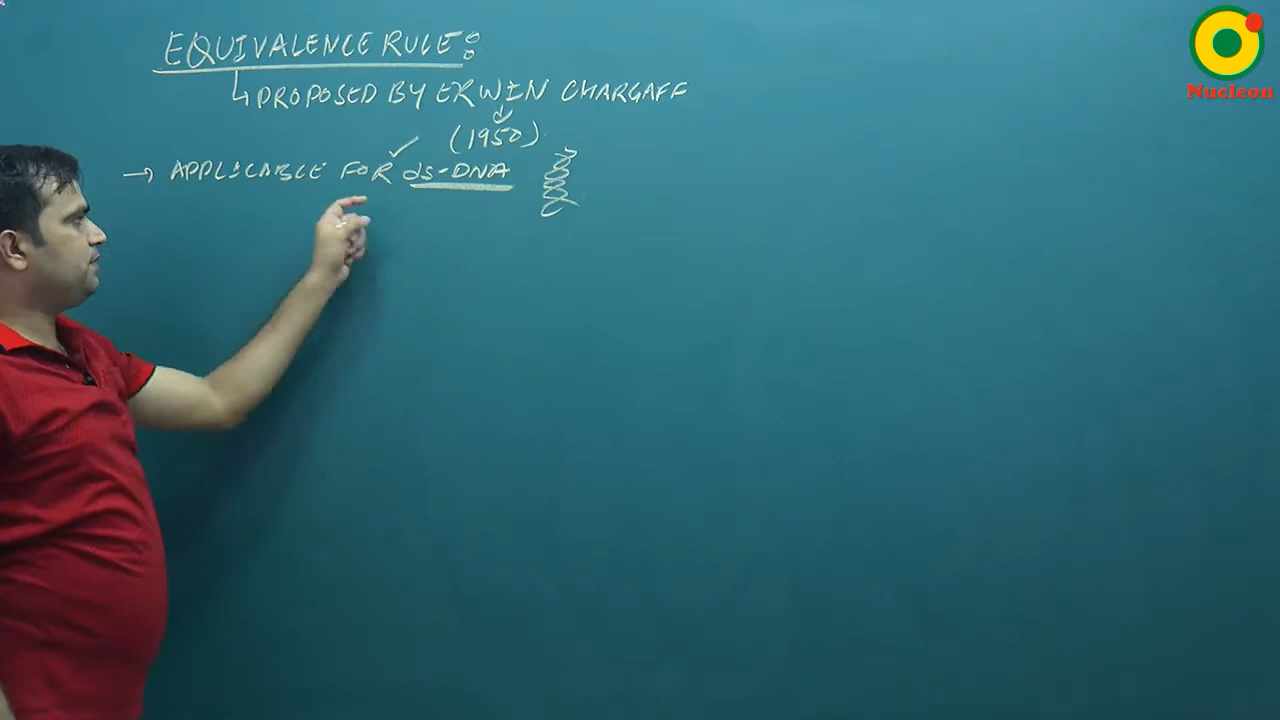 EQUIVALENCE RULE:
PROPOSED BY ERWIN CHARGAFF
(1950)
→ APPLICABLE FOR ds-DNA
Nucleon